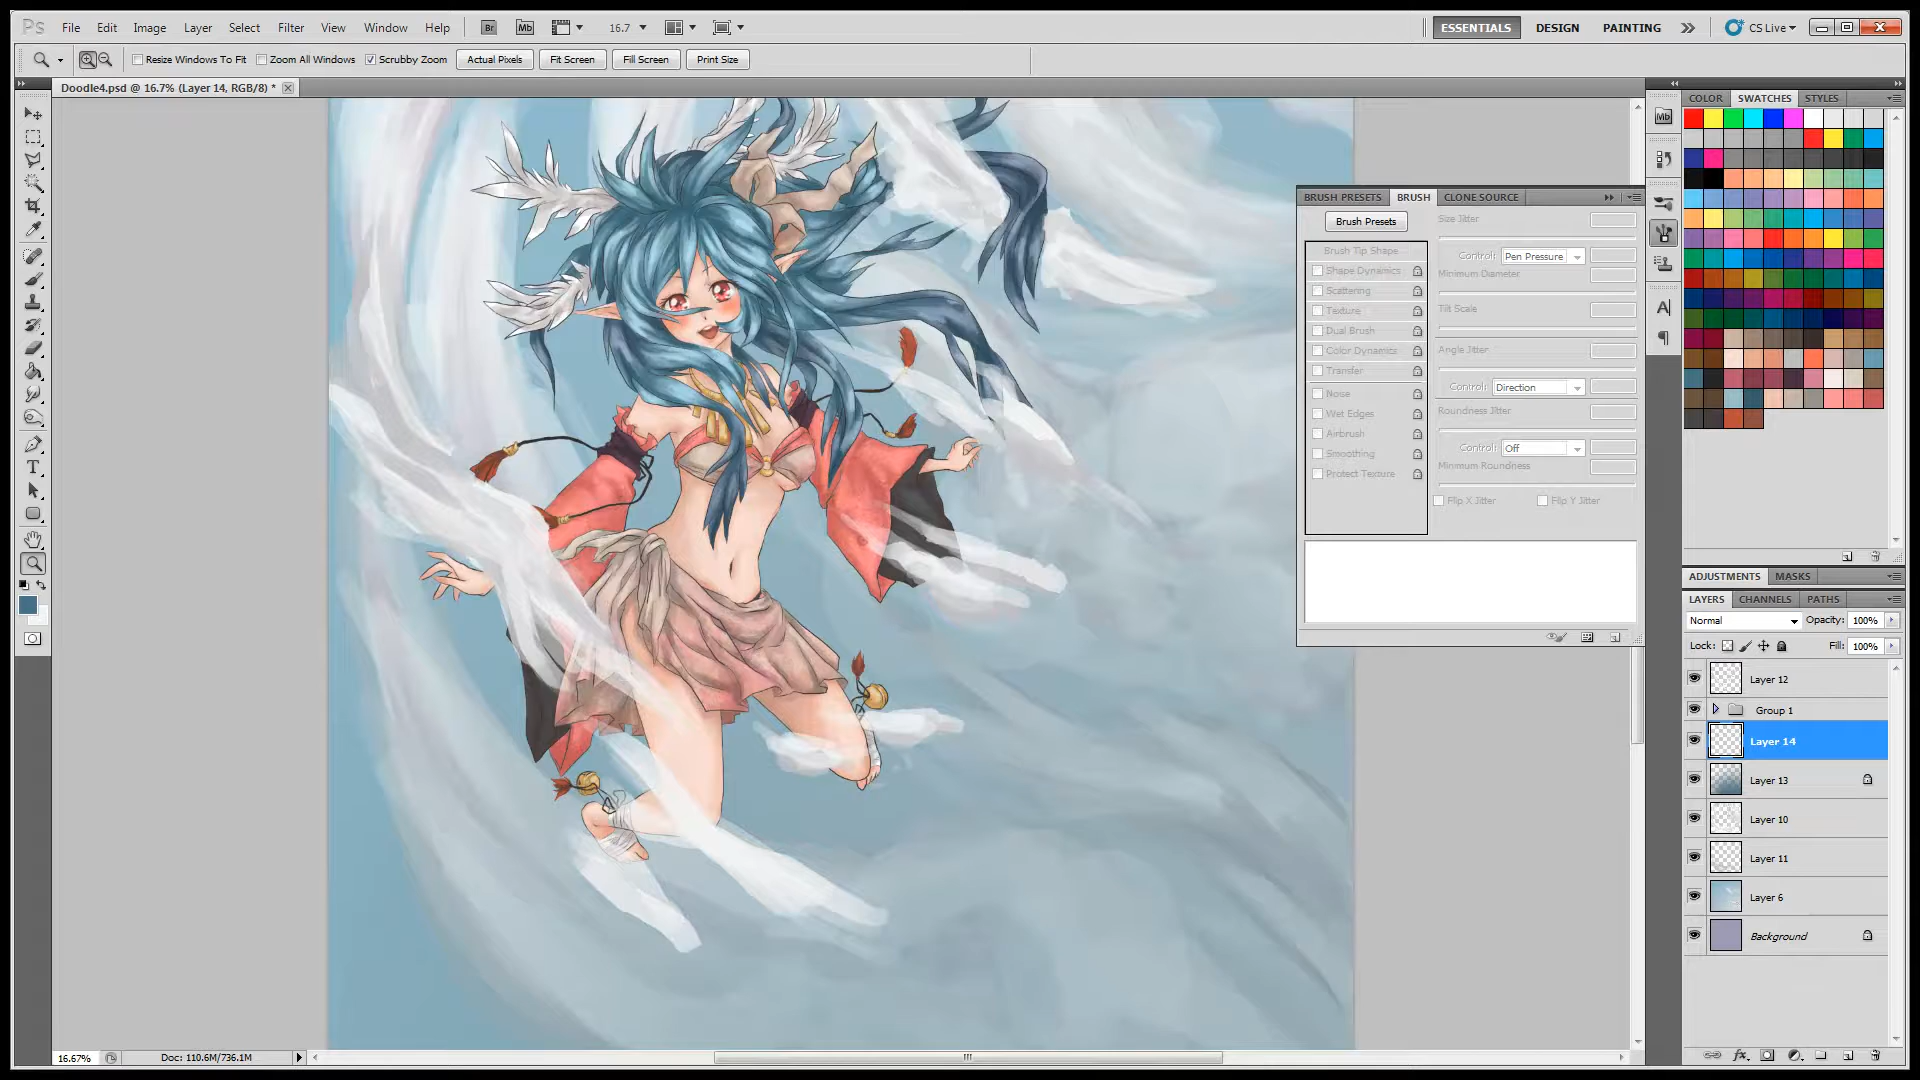 Ps File Edit Image Layer Select Filter View Window Help Br Mb 16.7 ESSENTIALS DESIGN PAINTING CS Live
Resize Windows To Fit Zoom All Windows Scrubby Zoom Actual Pixels Fit Screen Fill Screen Print Size
Doodle4.psd @ 16.7% (Layer 14, RGB/8) *
COLOR SWATCHES STYLES
Mb
BRUSH PRESETS BRUSH CLONE SOURCE
Brush Presets
Size Jitter
Brush Tip Shape
Control: Pen Pressure
Shape Dynamics
Minimum Diameter
Scattering
Texture
Tilt Scale
Dual Brush
Color Dynamics
Angle Jitter
Transfer
Control: Direction
Noise
Wet Edges
Roundness Jitter
Airbrush
Control: Off
Smoothing
Minimum Roundness
Protect Texture
Flip X Jitter Flip Y Jitter
ADJUSTMENTS MASKS
LAYERS CHANNELS PATHS
Normal Opacity: 100%
Lock: Fill: 100%
Layer 12
Group 1
Layer 14
Layer 13
Layer 10
Layer 11
Layer 6
Background
16.67% Doc: 110.6M/736.1M